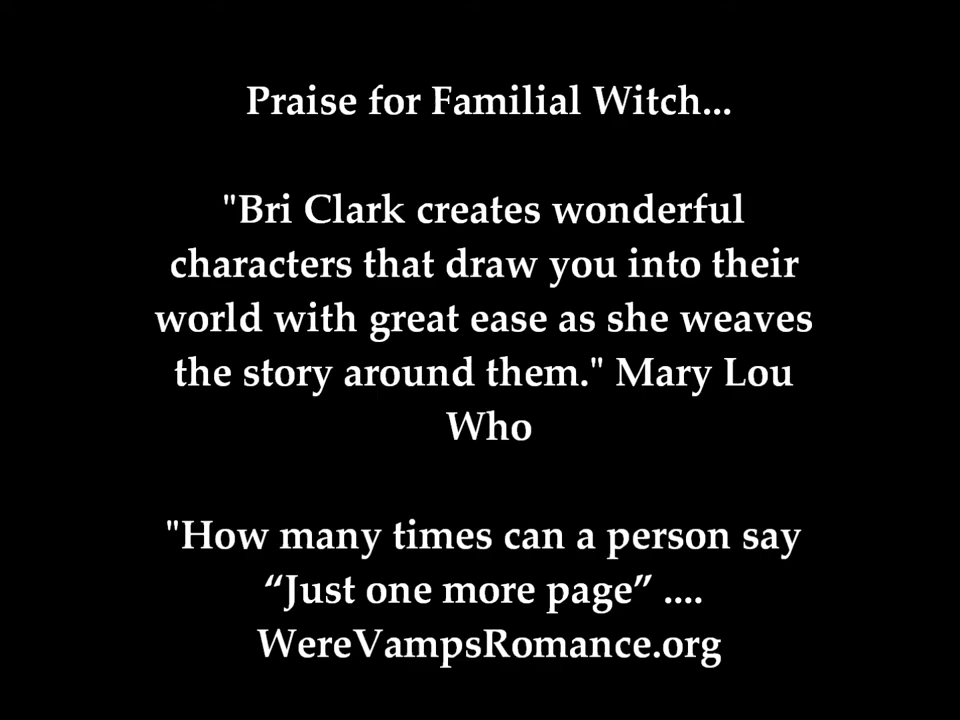 Praise for Familial Witch...
"Bri Clark creates wonderful
characters that draw you into their
world with great ease as she weaves
the story around them." Mary Lou
Who
"How many times can a person say
“Just one more page” ....
WereVampsRomance.org